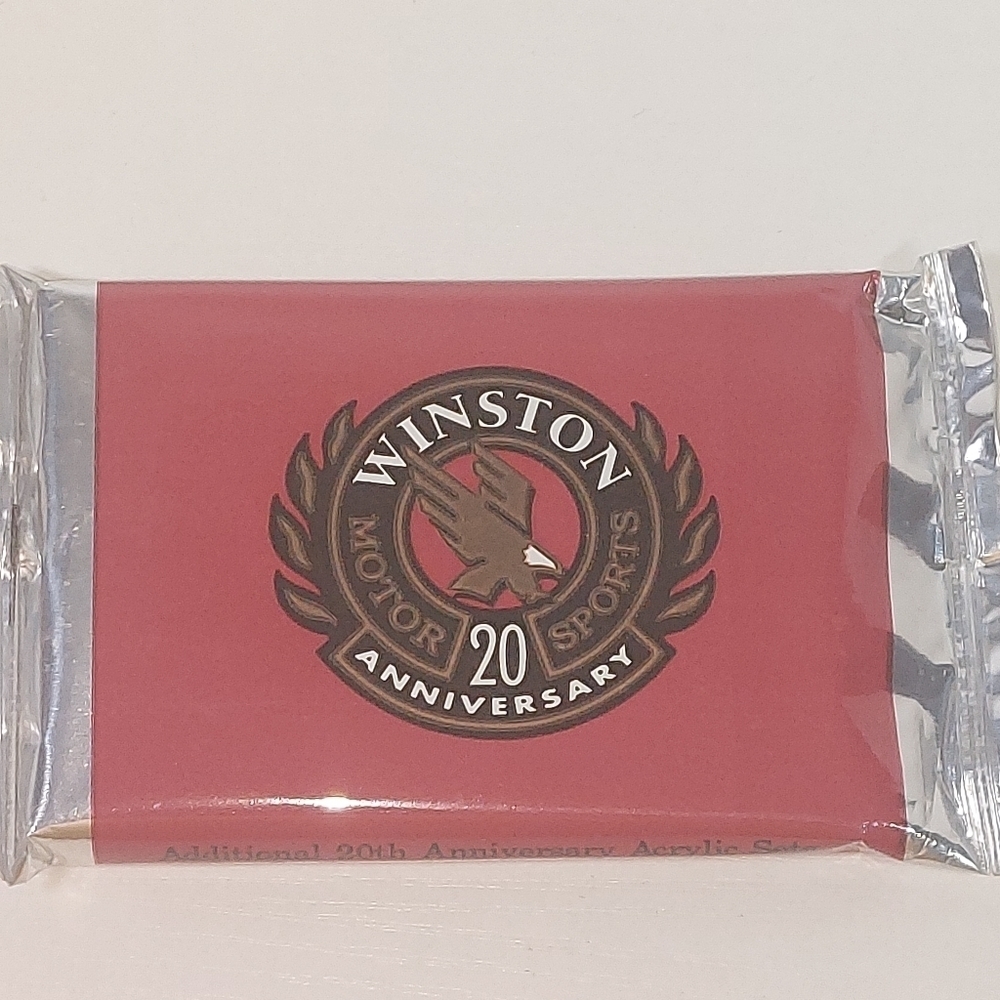 WINSTON
MOTOR SPORTS
20
ANNIVERSARY
Additional 20th Anniversary Acrylic Sets